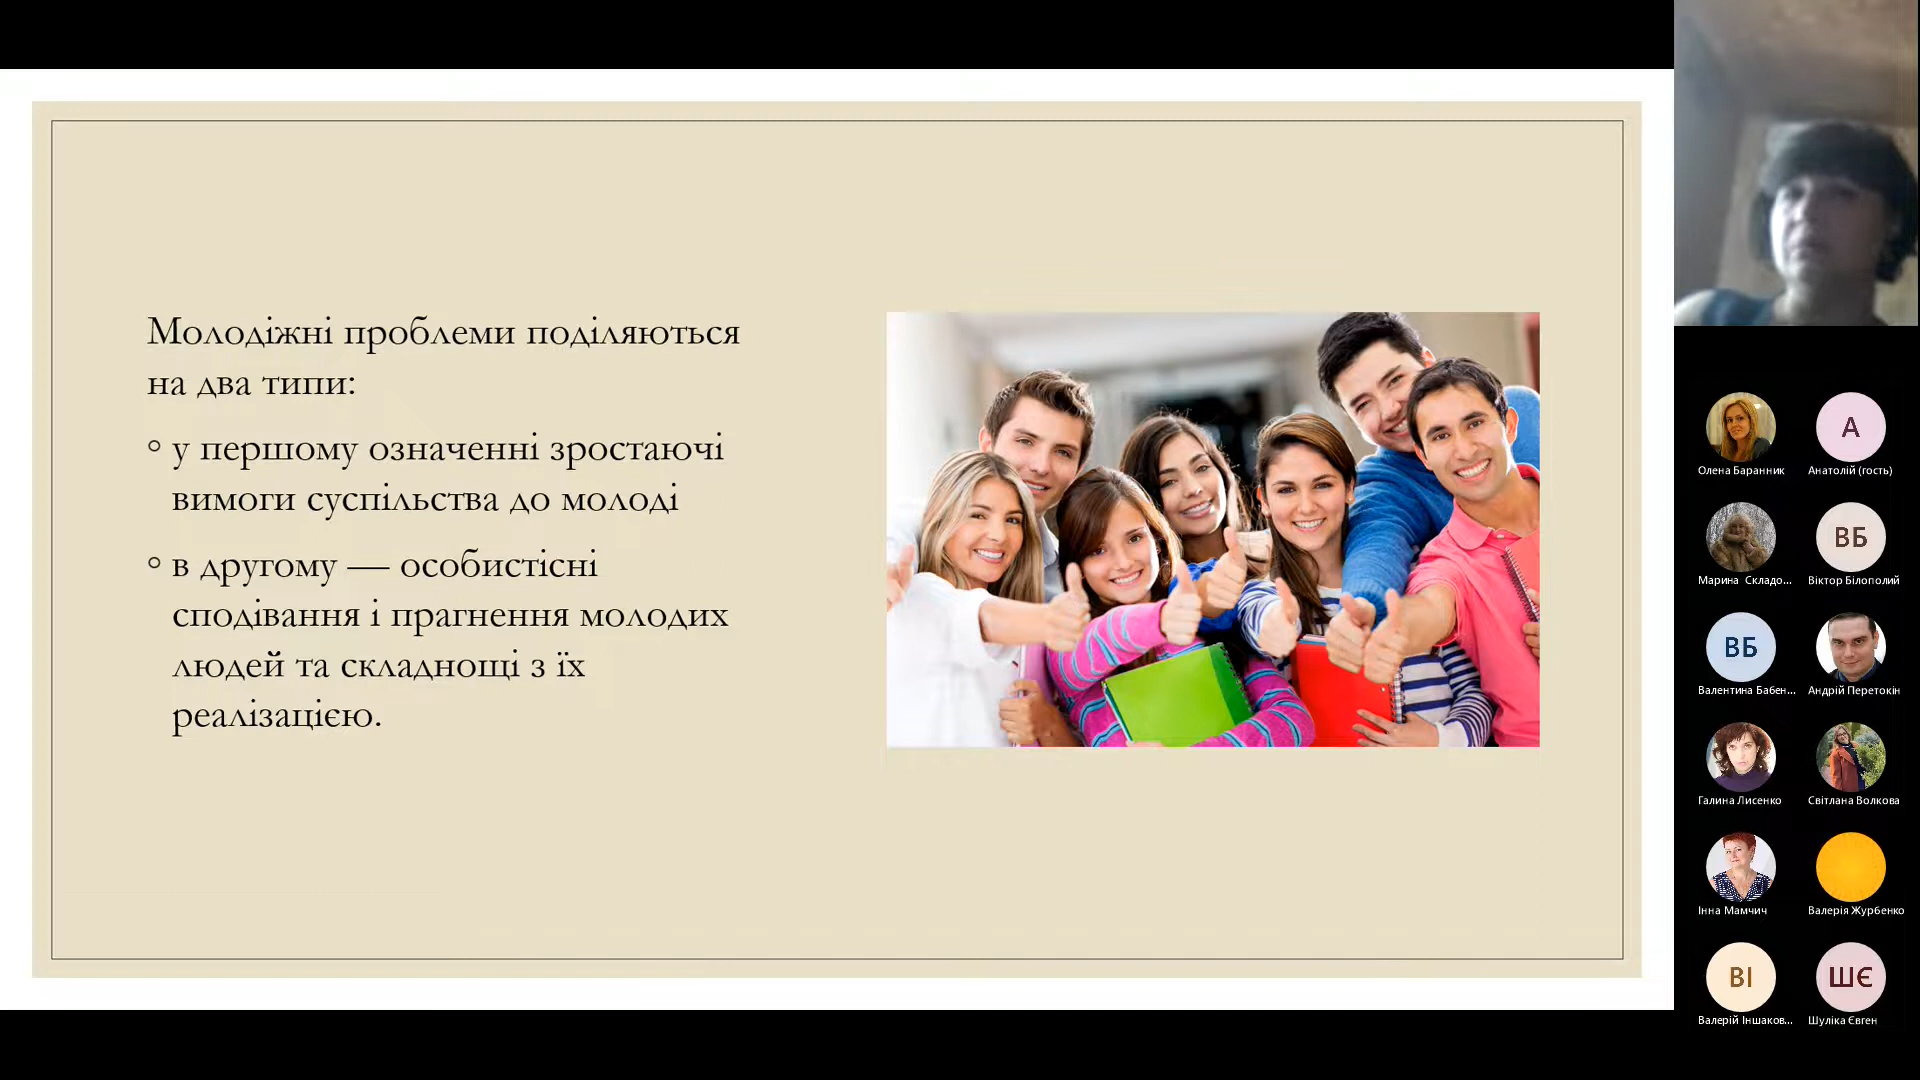 Молодіжні проблеми поділяються
на два типи:
у першому означенні зростаючі
вимоги суспільства до молоді
в другому — особистісні
сподівання і прагнення молодих
людей та складнощі з їх
реалізацією.
Олена Баранник
А
Анатолій (гость)
Марина Складо...
ВБ
Віктор Білополий
ВБ
Валентина Бабен...
Андрій Перетокін
Галина Лисенко
Світлана Волкова
Інна Мамчич
Валерія Журбенко
ВІ
Валерій Іншаков...
ШЄ
Шуліка Євген